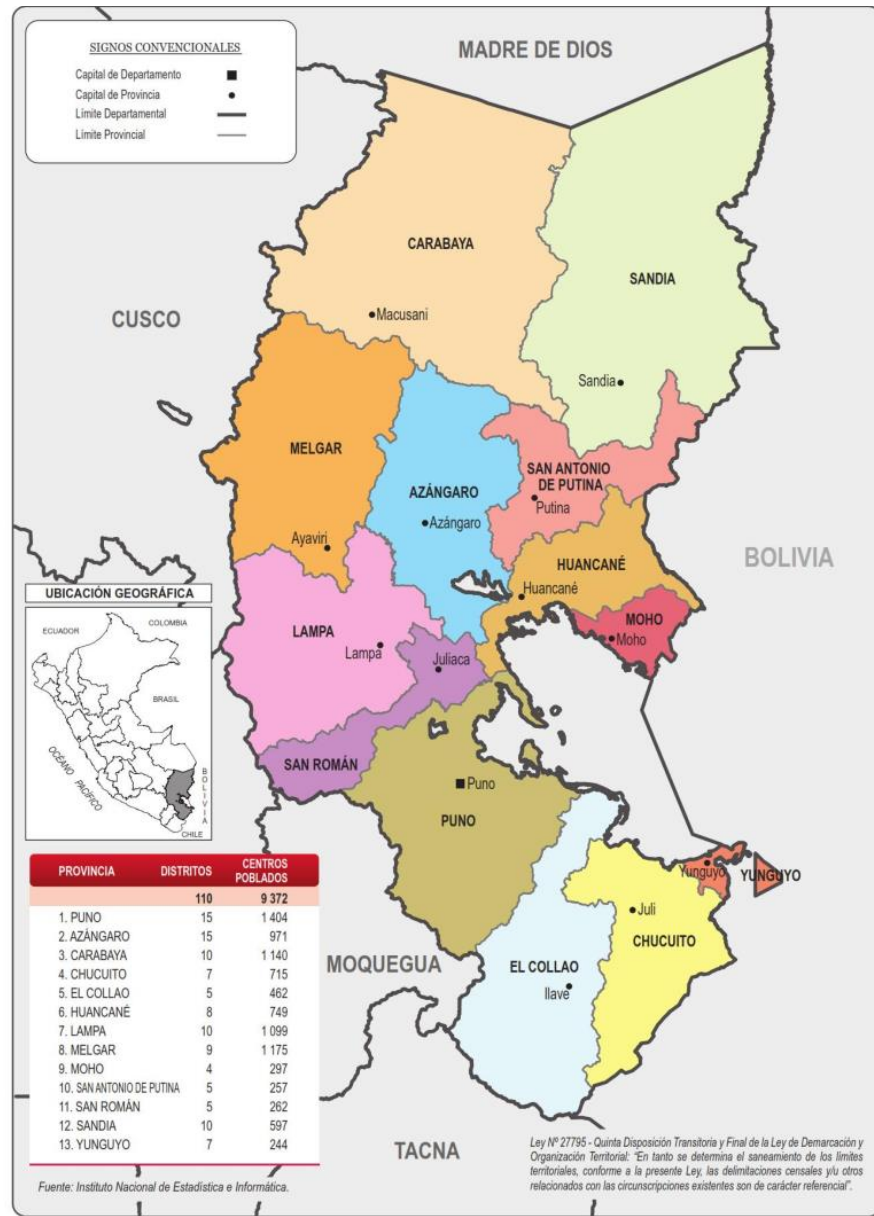 SIGNOS CONVENCIONALES
Capital de Departamento
Capital de Provincia
Límite Departamental
Límite Provincial
MADRE DE DIOS
CARABAYA
SANDIA
CUSCO
Macusani
Sandia
MELGAR
SAN ANTONIO
DE PUTINA
AZÁNGARO
Putina
Azángaro
Ayaviri
HUANCANÉ
BOLIVIA
Huancané
MOHO
Moho
LAMPA
Lampa
Juliaca
SAN ROMÁN
Puno
PUNO
Yunguyo
YUNGUYO
Juli
CHUCUITO
MOQUEGUA
EL COLLAO
Ilave
TACNA
UBICACIÓN GEOGRÁFICA
ECUADOR
COLOMBIA
BRASIL
OCÉANO PACÍFICO
BOLIVIA
CHILE
PROVINCIA DISTRITOS CENTROS POBLADOS
110 9 372
1. PUNO 15 1 404
2. AZÁNGARO 15 971
3. CARABAYA 10 1 140
4. CHUCUITO 7 715
5. EL COLLAO 5 462
6. HUANCANÉ 8 749
7. LAMPA 10 1 099
8. MELGAR 9 1 175
9. MOHO 4 297
10. SAN ANTONIO DE PUTINA 5 257
11. SAN ROMÁN 5 262
12. SANDIA 10 597
13. YUNGUYO 7 244
Fuente: Instituto Nacional de Estadística e Informática.
Ley Nº 27795 - Quinta Disposición Transitoria y Final de la Ley de Demarcación y
Organización Territorial: "En tanto se determina el saneamiento de los límites
territoriales, conforme a la presente Ley, las delimitaciones censales y/u otros
relacionados con las circunscripciones existentes son de carácter referencial".